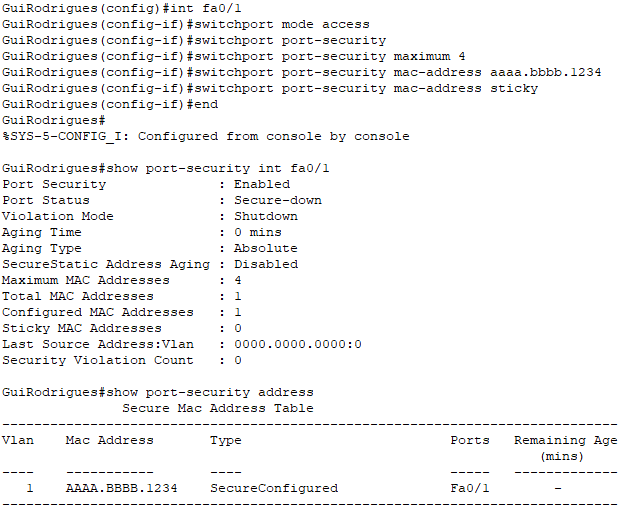 GuiRodrigues(config)#int fa0/1
GuiRodrigues(config-if)#switchport mode access
GuiRodrigues(config-if)#switchport port-security
GuiRodrigues(config-if)#switchport port-security maximum 4
GuiRodrigues(config-if)#switchport port-security mac-address aaaa.bbbb.1234
GuiRodrigues(config-if)#switchport port-security mac-address sticky
GuiRodrigues(config-if)#end
GuiRodrigues#
%SYS-5-CONFIG_I: Configured from console by console

GuiRodrigues#show port-security int fa0/1
Port Security              : Enabled
Port Status                : Secure-down
Violation Mode             : Shutdown
Aging Time                 : 0 mins
Aging Type                 : Absolute
SecureStatic Address Aging : Disabled
Maximum MAC Addresses      : 4
Total MAC Addresses        : 1
Configured MAC Addresses   : 1
Sticky MAC Addresses       : 0
Last Source Address:Vlan   : 0000.0000.0000:0
Security Violation Count   : 0

GuiRodrigues#show port-security address
               Secure Mac Address Table
-------------------------------------------------------------------------------
Vlan    Mac Address       Type                          Ports   Remaining Age
                                                                   (mins)
----    -----------       ----                          -----   -------------
   1    AAAA.BBBB.1234    SecureConfigured              Fa0/1        -
-------------------------------------------------------------------------------